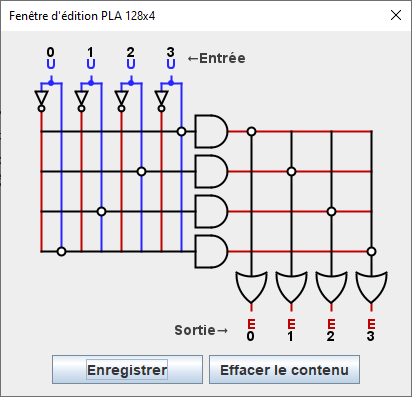 Fenêtre d'édition PLA 128x4
0 1 2 3
U U U U ←Entrée
E E E E
Sortie→ 0 1 2 3
Enregistrer Effacer le contenu